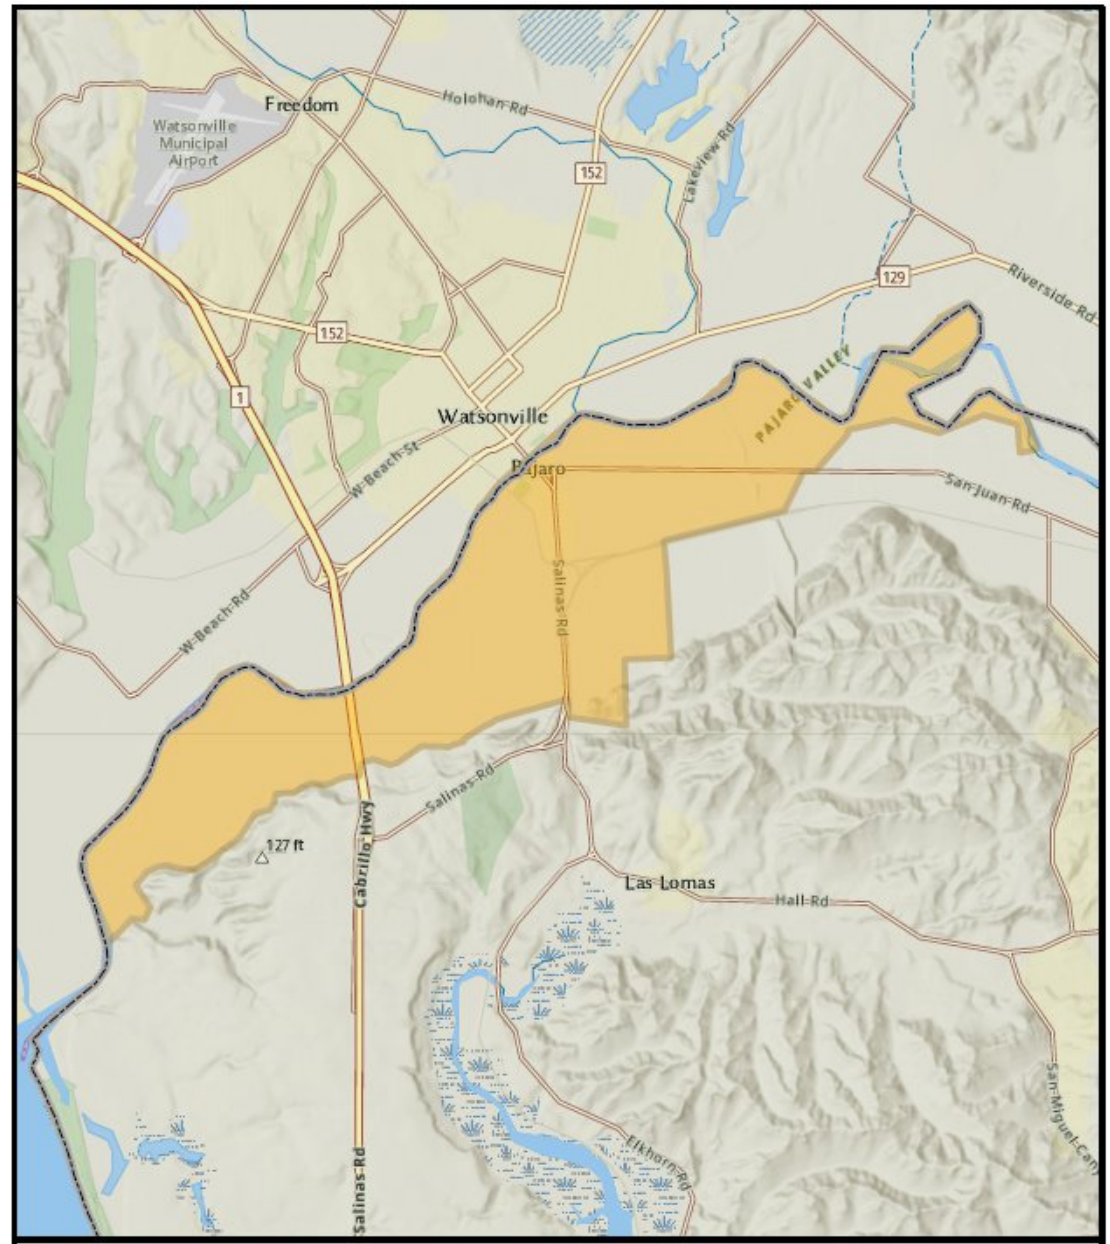 Freedom
Holohan Rd
Watsonville
Municipal
Airport
152
Lakeview Rd
129
Riverside Rd
152
1
PAJARO VALLEY
Watsonville
W Beach St
Pajaro
San Juan Rd
Salinas Rd
W Beach Rd
Salinas Rd
127 ft
Cabrillo Hwy
Las Lomas
Hall Rd
San Miguel Can
Elkhorn Rd
Salinas Rd